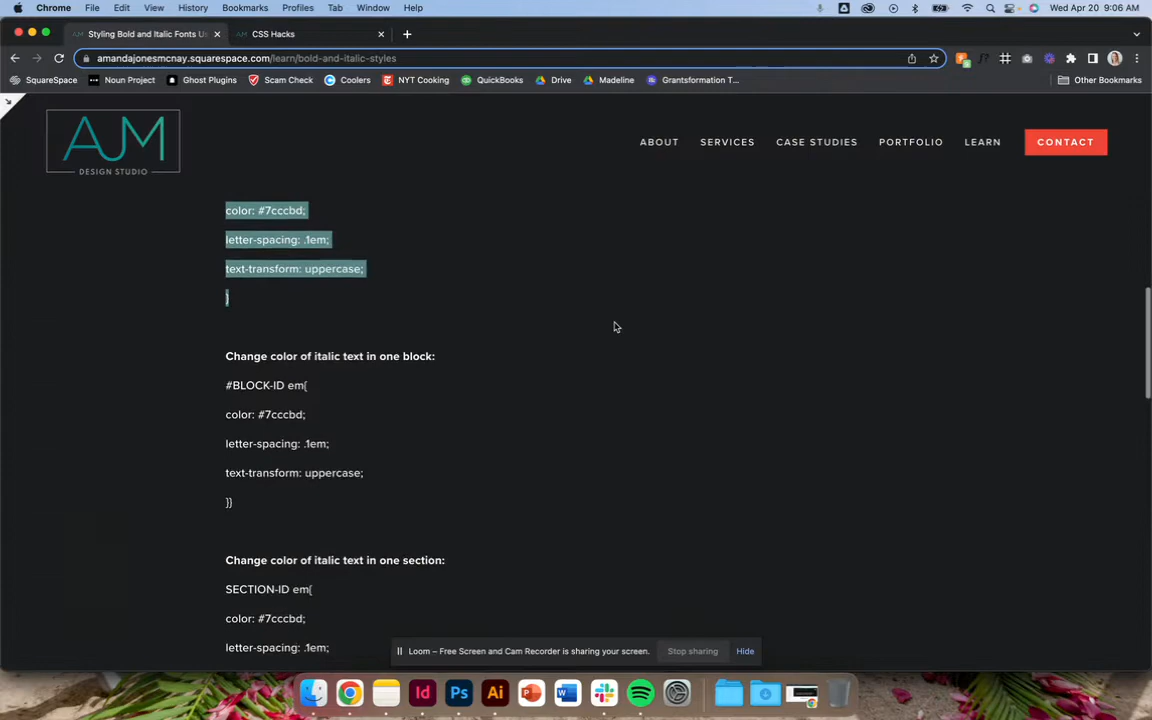 Chrome File Edit View History Bookmarks Profiles Tab Window Help Wed Apr 20 9:06 AM
Styling Bold and Italic Fonts Us CSS Hacks
amandajonesmcnay.squarespace.com/learn/bold-and-italic-styles
SquareSpace Noun Project Ghost Plugins Scam Check Coolers NYT Cooking QuickBooks Drive Madeline Grantsformation T... Other Bookmarks
AJM
DESIGN STUDIO
ABOUT SERVICES CASE STUDIES PORTFOLIO LEARN CONTACT
color: #7cccbd;
letter-spacing: .1em;
text-transform: uppercase;
}
Change color of italic text in one block:
#BLOCK-ID em{
color: #7cccbd;
letter-spacing: .1em;
text-transform: uppercase;
}}
Change color of italic text in one section:
SECTION-ID em{
color: #7cccbd;
letter-spacing: .1em;
Loom – Free Screen and Cam Recorder is sharing your screen. Stop sharing Hide
Id Ps Ai P W